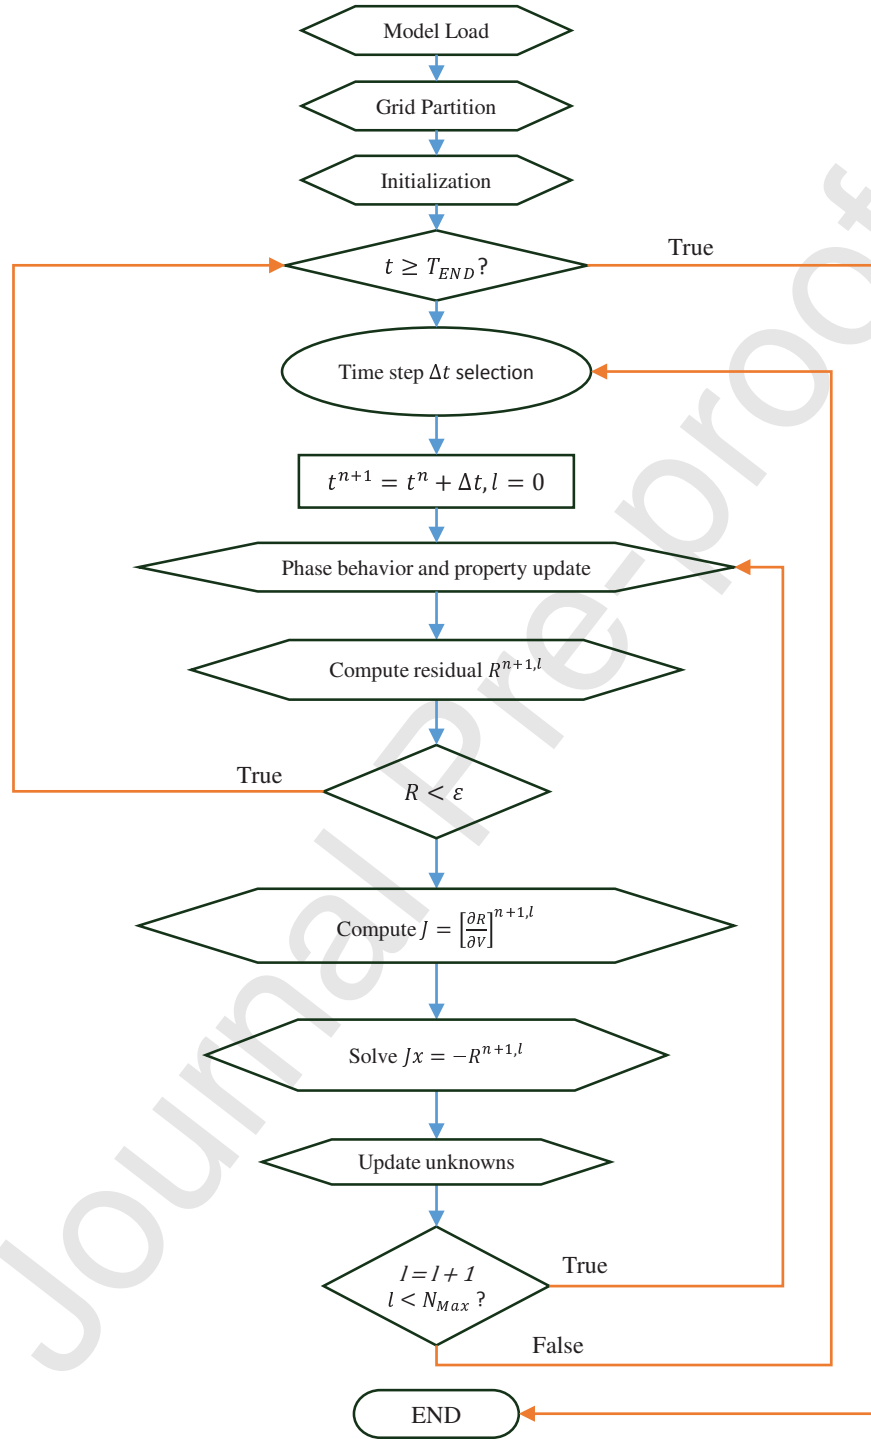 Model Load
Grid Partition
Initialization
t ≥ T_END ?
True
Time step Δt selection
t^{n+1} = t^n + Δt, l = 0
Phase behavior and property update
Compute residual R^{n+1,l}
True
R < ε
Compute J = [∂R/∂V]^{n+1,l}
Solve Jx = −R^{n+1,l}
Update unknowns
l = l + 1
l < N_Max ?
True
False
END
Journal Pre-proof